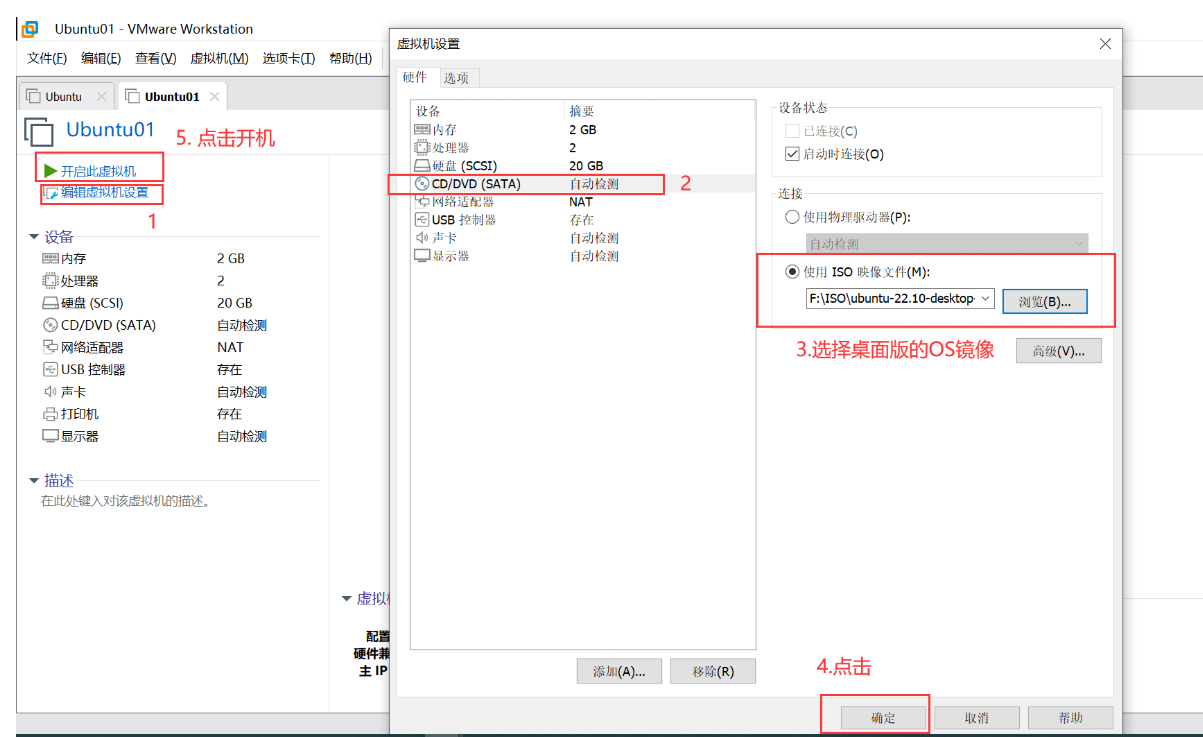 Ubuntu01 - VMware Workstation
文件(F) 编辑(E) 查看(V) 虚拟机(M) 选项卡(T) 帮助(H)
Ubuntu
Ubuntu01
Ubuntu01
5. 点击开机
开启此虚拟机
编辑虚拟机设置
1
设备
内存 2 GB
处理器 2
硬盘 (SCSI) 20 GB
CD/DVD (SATA) 自动检测
网络适配器 NAT
USB 控制器 存在
声卡 自动检测
打印机 存在
显示器 自动检测
描述
在此处键入对该虚拟机的描述。
虚拟
配置
硬件兼
主 IP
虚拟机设置
硬件 选项
设备 摘要
内存 2 GB
处理器 2
硬盘 (SCSI) 20 GB
CD/DVD (SATA) 自动检测
2
网络适配器 NAT
USB 控制器 存在
声卡 自动检测
显示器 自动检测
添加(A)... 移除(R)
设备状态
已连接(C)
启动时连接(O)
连接
使用物理驱动器(P):
自动检测
使用 ISO 映像文件(M):
F:\ISO\ubuntu-22.10-desktop- 浏览(B)...
3.选择桌面版的OS镜像
高级(V)...
4.点击
确定 取消 帮助